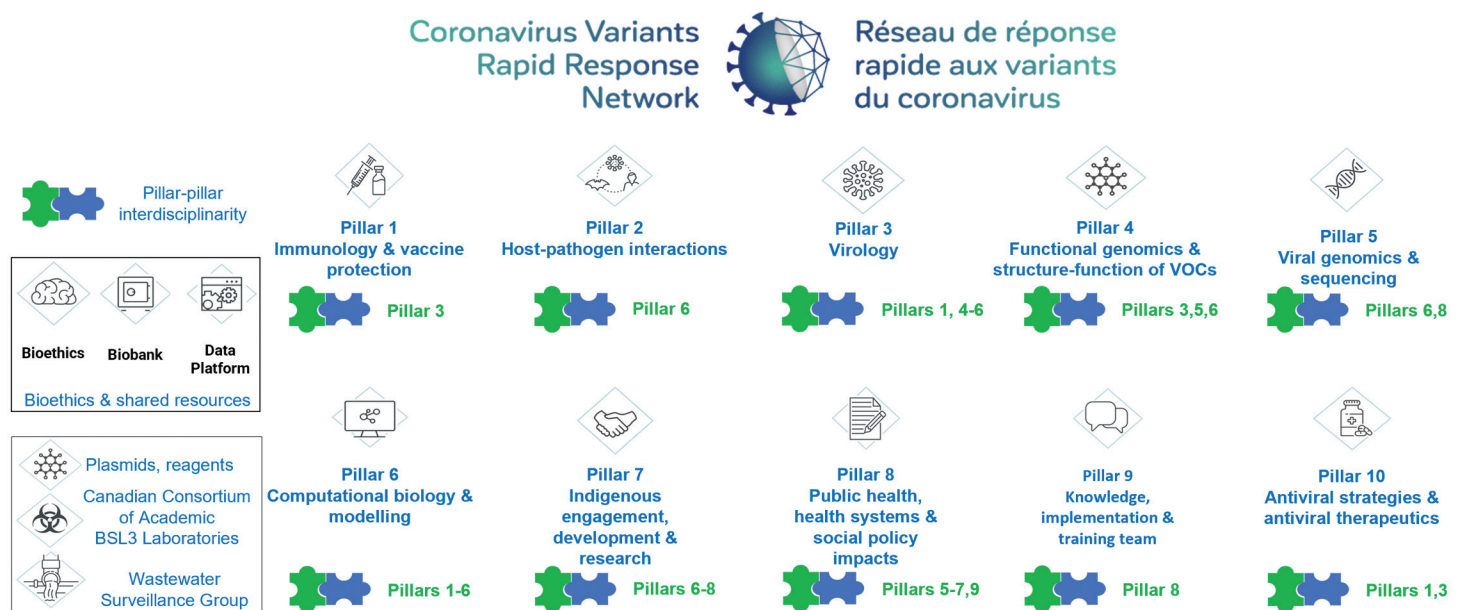 Coronavirus Variants
Rapid Response
Network
Réseau de réponse
rapide aux variants
du coronavirus
Pillar-pillar
interdisciplinarity
Bioethics
Biobank
Data
Platform
Bioethics & shared resources
Plasmids, reagents
Canadian Consortium
of Academic
BSL3 Laboratories
Wastewater
Surveillance Group
Pillar 1
Immunology & vaccine
protection
Pillar 3
Pillar 2
Host-pathogen interactions
Pillar 6
Pillar 3
Virology
Pillars 1, 4-6
Pillar 4
Functional genomics &
structure-function of VOCs
Pillars 3,5,6
Pillar 5
Viral genomics &
sequencing
Pillars 6,8
Pillar 6
Computational biology &
modelling
Pillars 1-6
Pillar 7
Indigenous
engagement,
development &
research
Pillars 6-8
Pillar 8
Public health,
health systems &
social policy
impacts
Pillars 5-7,9
Pillar 9
Knowledge,
implementation &
training team
Pillar 8
Pillar 10
Antiviral strategies &
antiviral therapeutics
Pillars 1,3